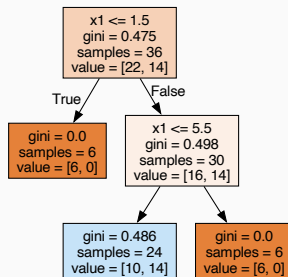 x1 <= 1.5
gini = 0.475
samples = 36
value = [22, 14]
True
False
gini = 0.0
samples = 6
value = [6, 0]
x1 <= 5.5
gini = 0.498
samples = 30
value = [16, 14]
gini = 0.486
samples = 24
value = [10, 14]
gini = 0.0
samples = 6
value = [6, 0]